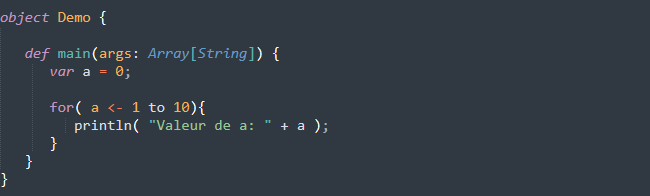 object Demo {
def main(args: Array[String]) {
var a = 0;
for( a <- 1 to 10){
println( "Valeur de a: " + a );
}
}
}